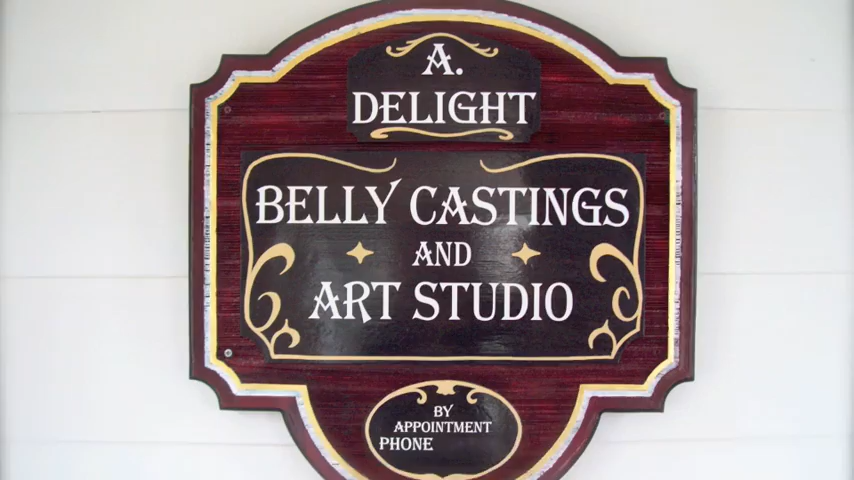 A.
DELIGHT
BELLY CASTINGS
AND
ART STUDIO
BY
APPOINTMENT
PHONE